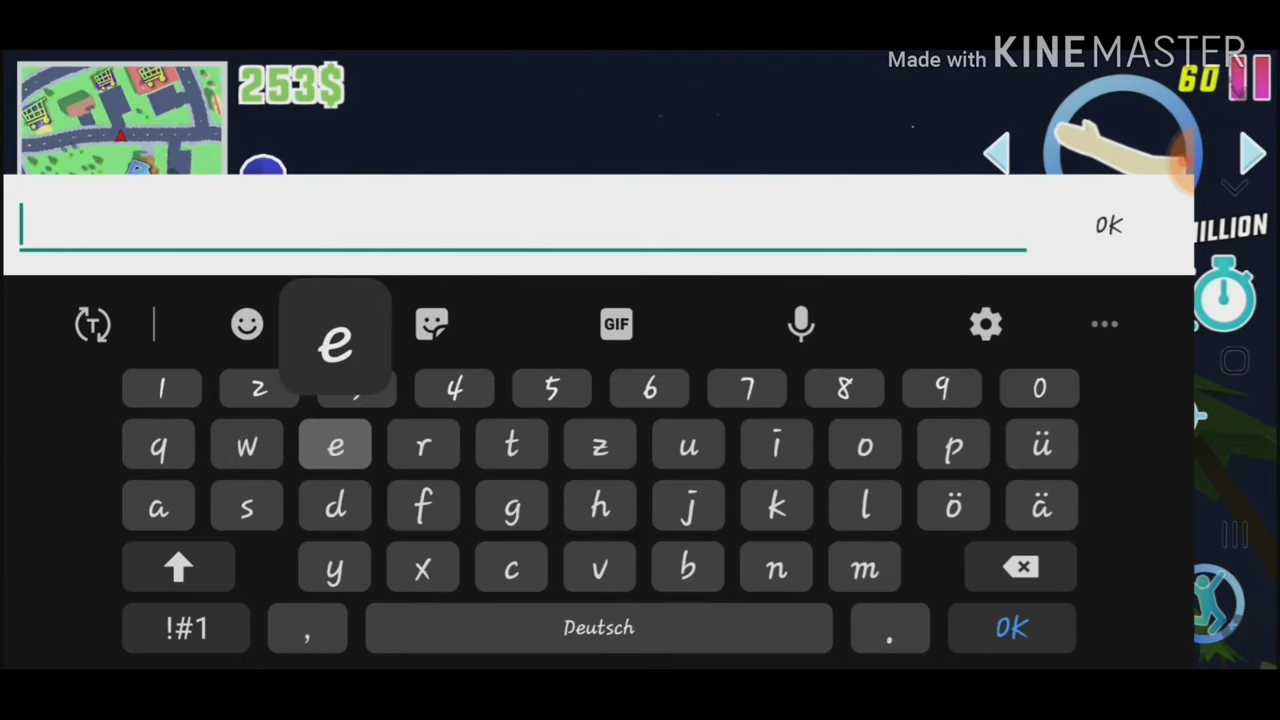 Made with KINEMASTER
253$
60
OK
ILLION
T
e
GIF
1 2 4 5 6 7 8 9 0
q w e r t z u i o p ü
a s d f g h j k l ö ä
y x c v b n m
!#1 , Deutsch . OK